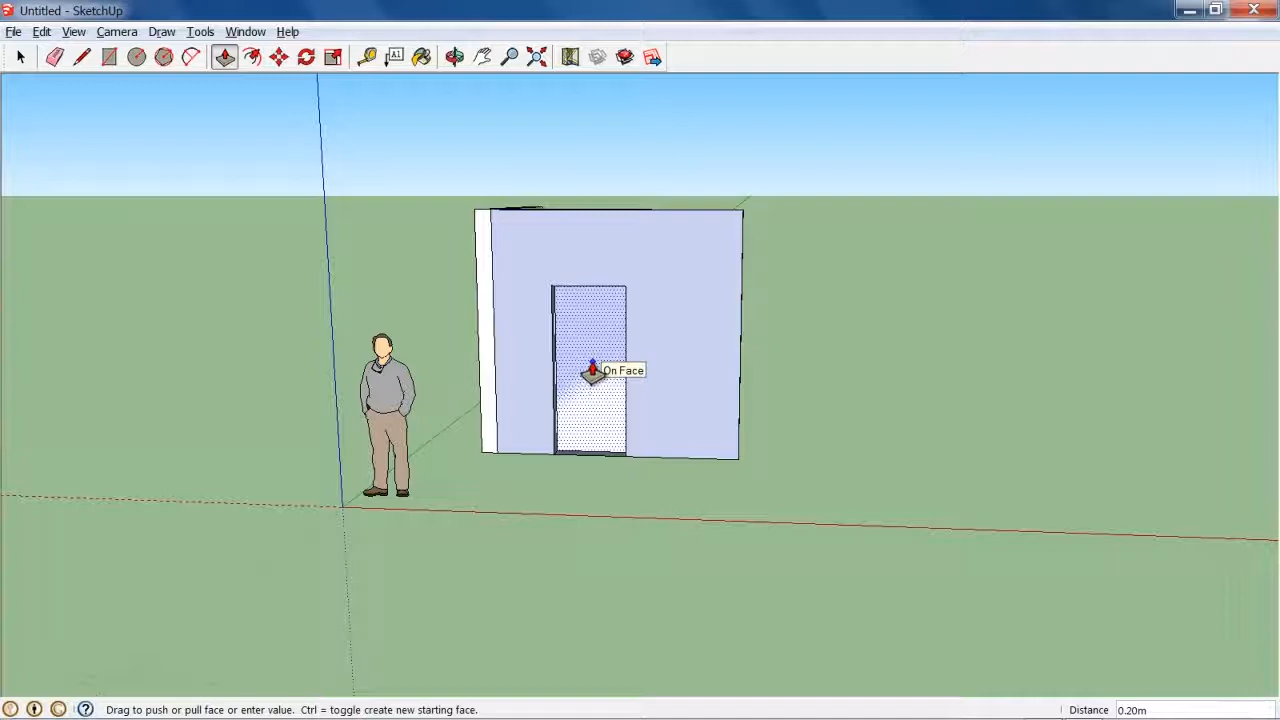 Untitled - SketchUp
File Edit View Camera Draw Tools Window Help
A1
On Face
Drag to push or pull face or enter value. Ctrl = toggle create new starting face. Distance 0.20m